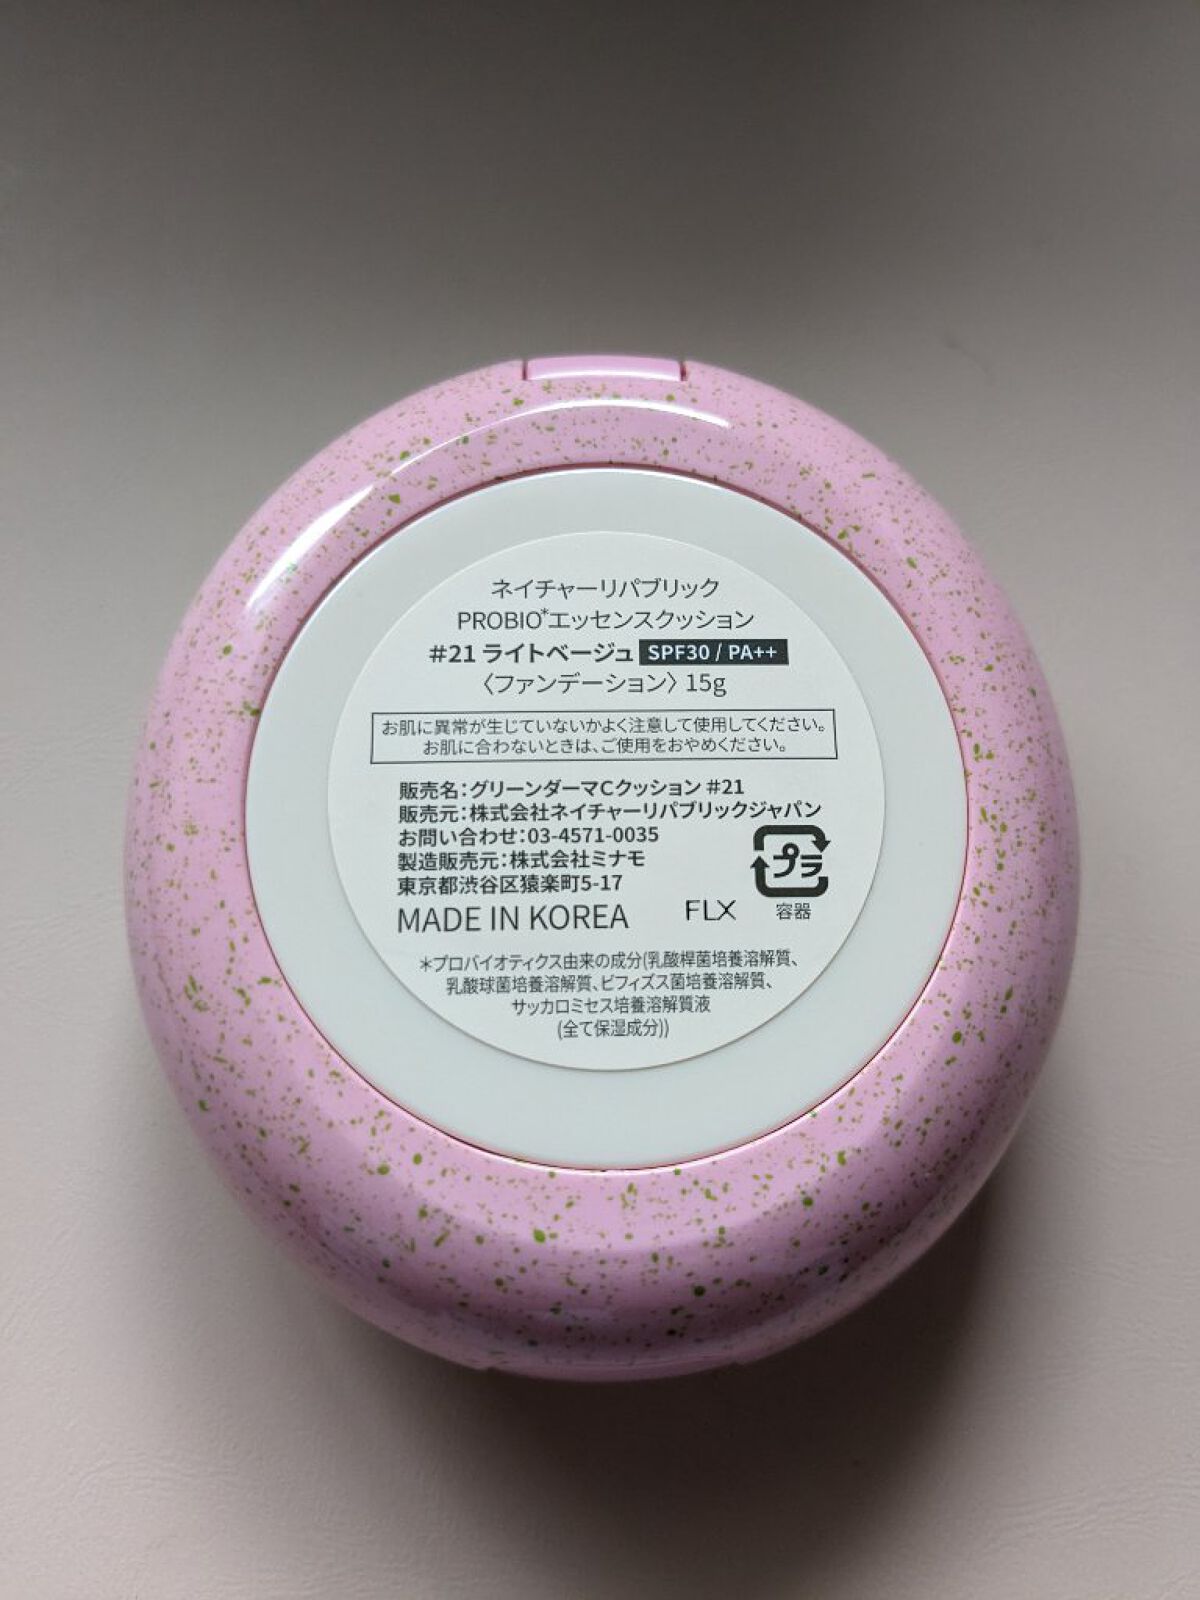 ネイチャーリパブリック
PROBIO*エッセンスクッション
#21 ライトベージュ SPF30 / PA++
〈ファンデーション〉15g
お肌に異常が生じていないかよく注意して使用してください。
お肌に合わないときは、ご使用をおやめください。
販売名：グリーンダーマCクッション #21
販売元：株式会社ネイチャーリパブリックジャパン
お問い合わせ：03-4571-0035
製造販売元：株式会社ミナモ
東京都渋谷区猿楽町5-17
MADE IN KOREA
FLX
プラ
容器
＊プロバイオティクス由来の成分(乳酸桿菌培養溶解質、
乳酸球菌培養溶解質、ビフィズス菌培養溶解質、
サッカロミセス培養溶解質液
(全て保湿成分))